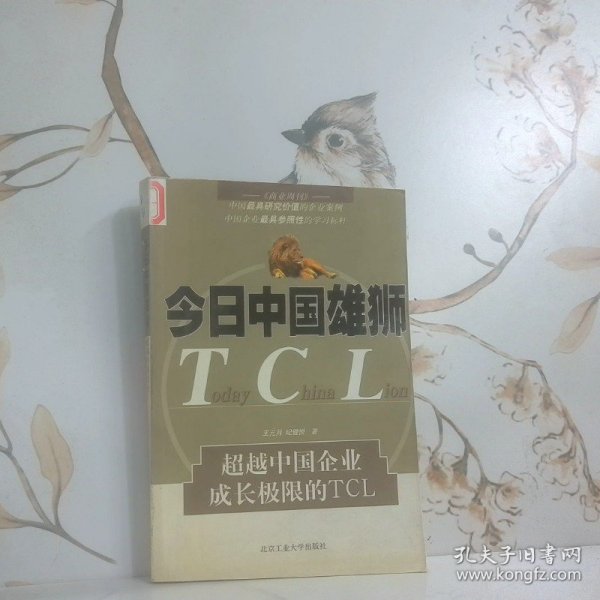 《商业周刊》
中国最具研究价值的企业案例
中国企业最具参照性的学习标杆
今日中国雄狮
Today China Lion
王元月 纪健悦 著
超越中国企业
成长极限的TCL
北京工业大学出版社
孔夫子旧书网
www.kongfz.com